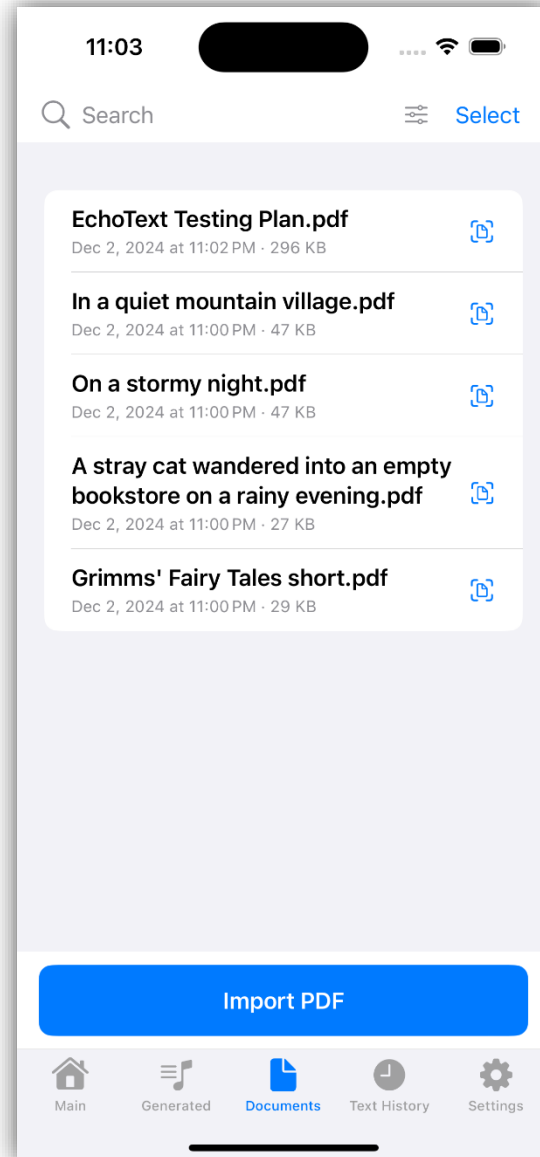 11:03
Search
Select
EchoText Testing Plan.pdf
Dec 2, 2024 at 11:02 PM · 296 KB
In a quiet mountain village.pdf
Dec 2, 2024 at 11:00 PM · 47 KB
On a stormy night.pdf
Dec 2, 2024 at 11:00 PM · 47 KB
A stray cat wandered into an empty
bookstore on a rainy evening.pdf
Dec 2, 2024 at 11:00 PM · 27 KB
Grimms' Fairy Tales short.pdf
Dec 2, 2024 at 11:00 PM · 29 KB
Import PDF
Main Generated Documents Text History Settings